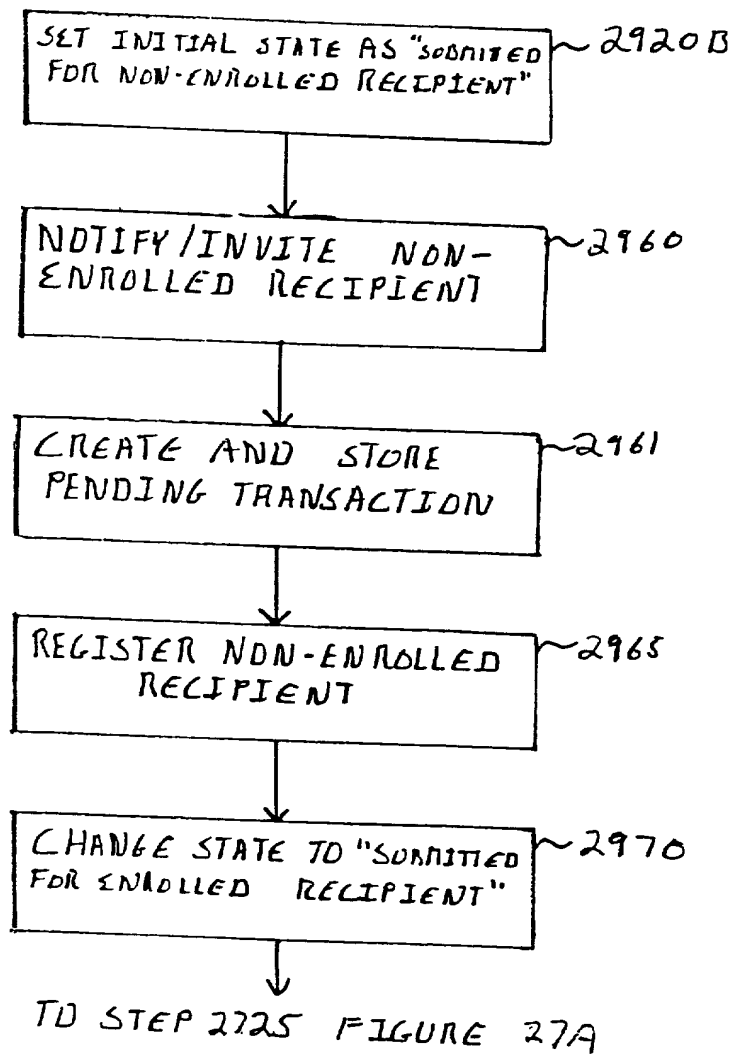 SET INITIAL STATE AS "SUBMITTED
FOR NON-ENROLLED RECIPIENT"
2920B
NOTIFY/INVITE NON-
ENROLLED RECIPIENT
2960
CREATE AND STORE
PENDING TRANSACTION
2961
REGISTER NON-ENROLLED
RECIPIENT
2965
CHANGE STATE TO "SUBMITTED
FOR ENROLLED RECIPIENT"
2970
TO STEP 2725 FIGURE 27A